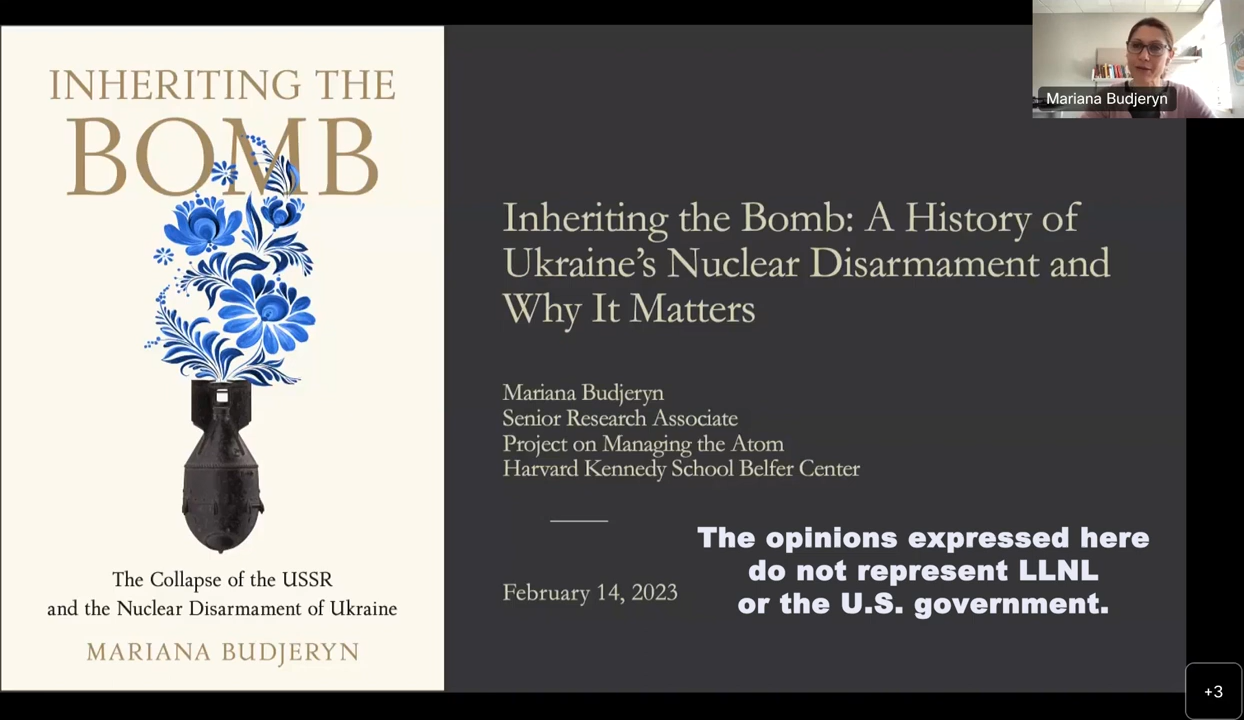 INHERITING THE
BOMB
The Collapse of the USSR
and the Nuclear Disarmament of Ukraine
MARIANA BUDJERYN
Inheriting the Bomb: A History of
Ukraine’s Nuclear Disarmament and
Why It Matters
Mariana Budjeryn
Senior Research Associate
Project on Managing the Atom
Harvard Kennedy School Belfer Center
February 14, 2023
The opinions expressed here
do not represent LLNL
or the U.S. government.
Mariana Budjeryn
+3